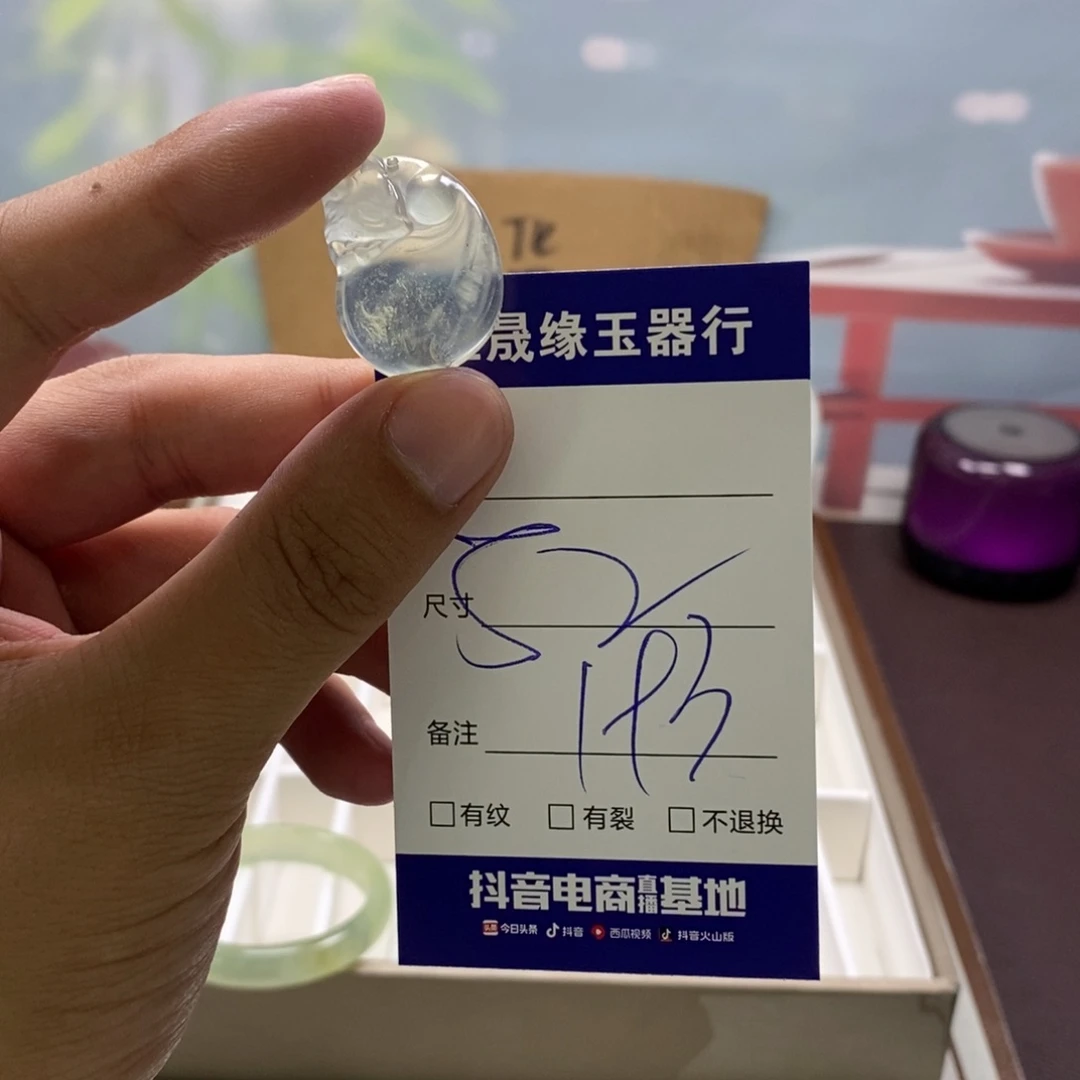 晟缘玉器行
尺寸
备注
□有纹 □有裂 □不退换
抖音电商直播基地
头条 今日头条 抖音 西瓜视频 抖音火山版